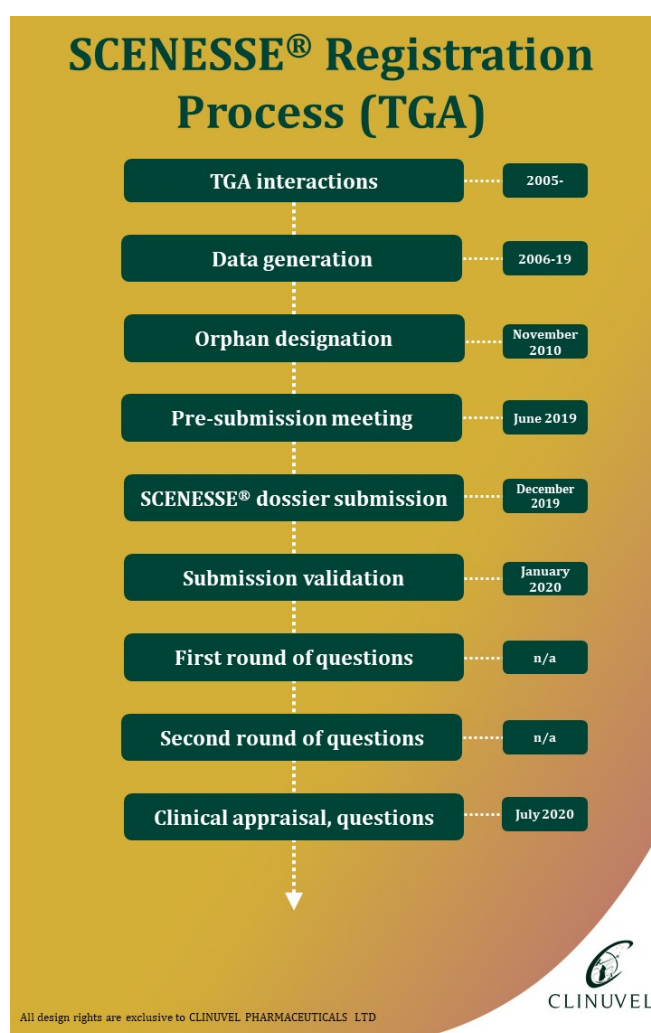 SCENESSE® Registration
Process (TGA)
TGA interactions
2005-
Data generation
2006-19
Orphan designation
November
2010
Pre-submission meeting
June 2019
SCENESSE® dossier submission
December
2019
Submission validation
January
2020
First round of questions
n/a
Second round of questions
n/a
Clinical appraisal, questions
July 2020
CLINUVEL
All design rights are exclusive to CLINUVEL PHARMACEUTICALS LTD